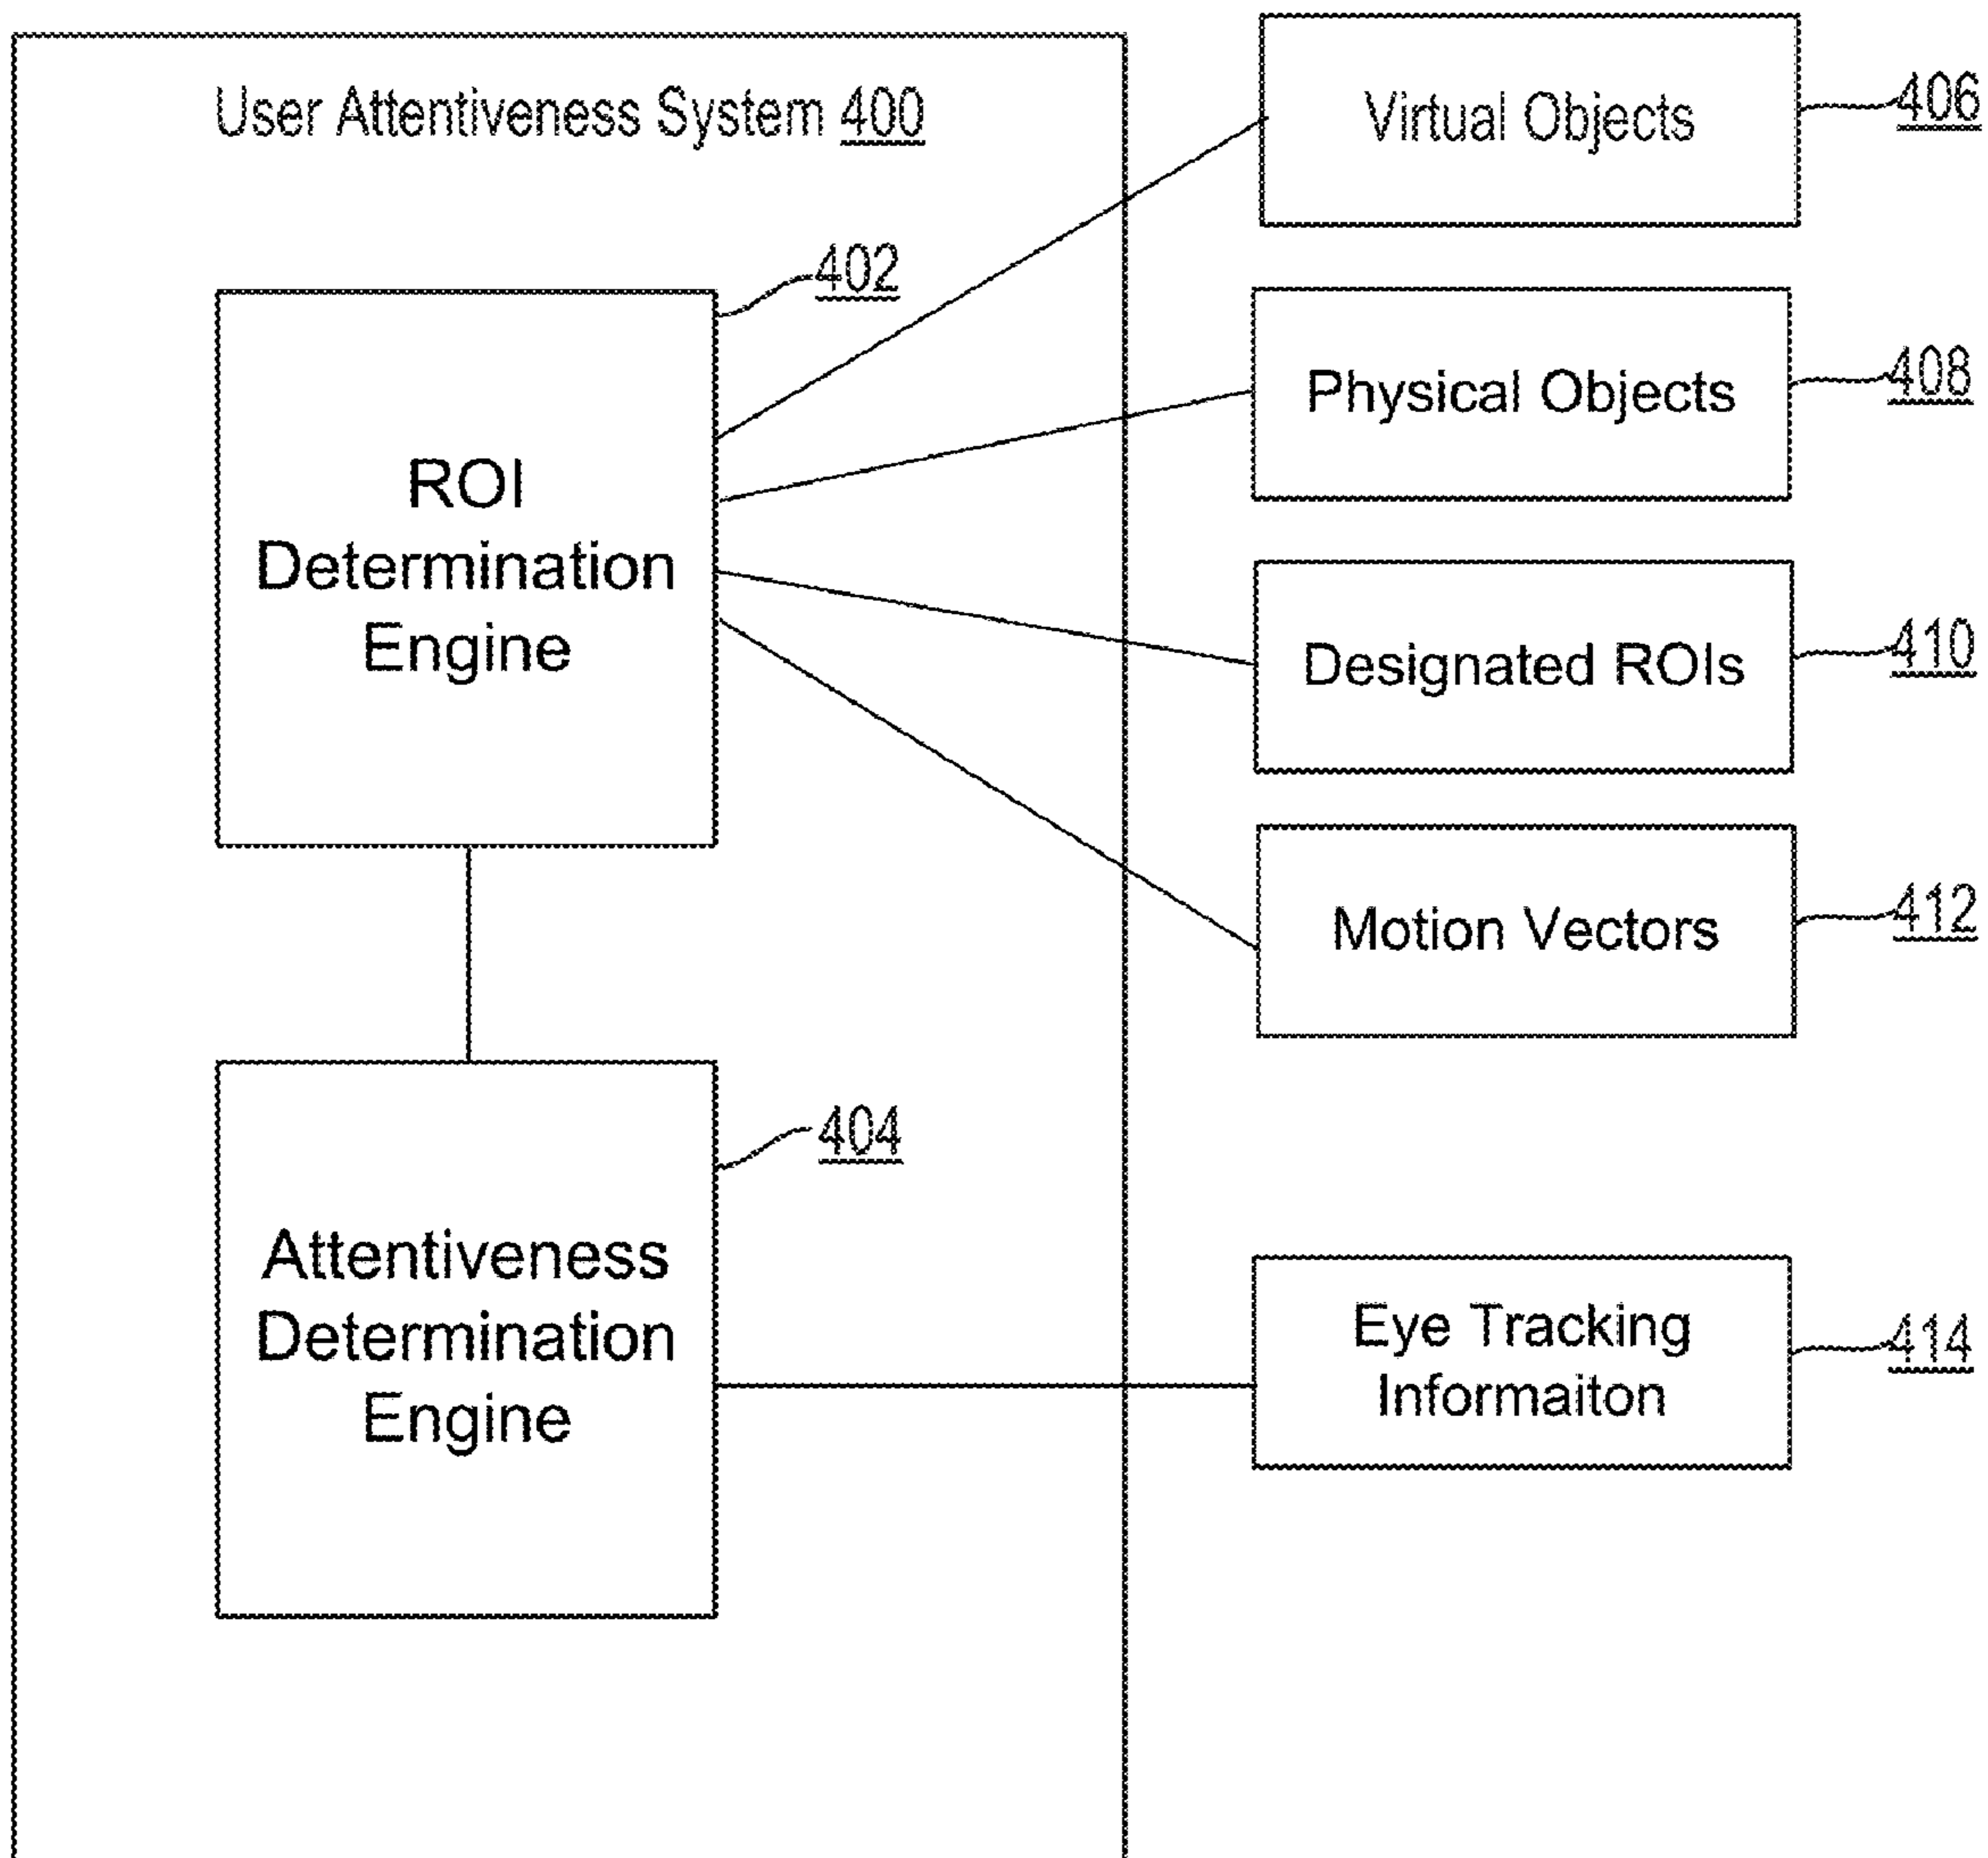 User Attentiveness System 400
402
ROI
Determination
Engine
404
Attentiveness
Determination
Engine
Virtual Objects
406
Physical Objects
408
Designated ROIs
410
Motion Vectors
412
Eye Tracking
Informaiton
414